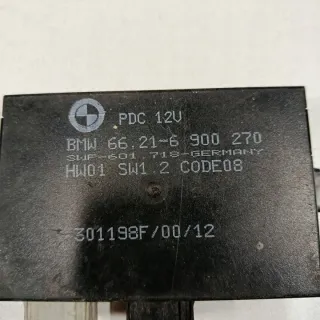 PDC 12V
BMW 66.21-6 900 270
SWF-601.718-GERMANY
HW01 SW1.2 CODE08
301198F/00/12